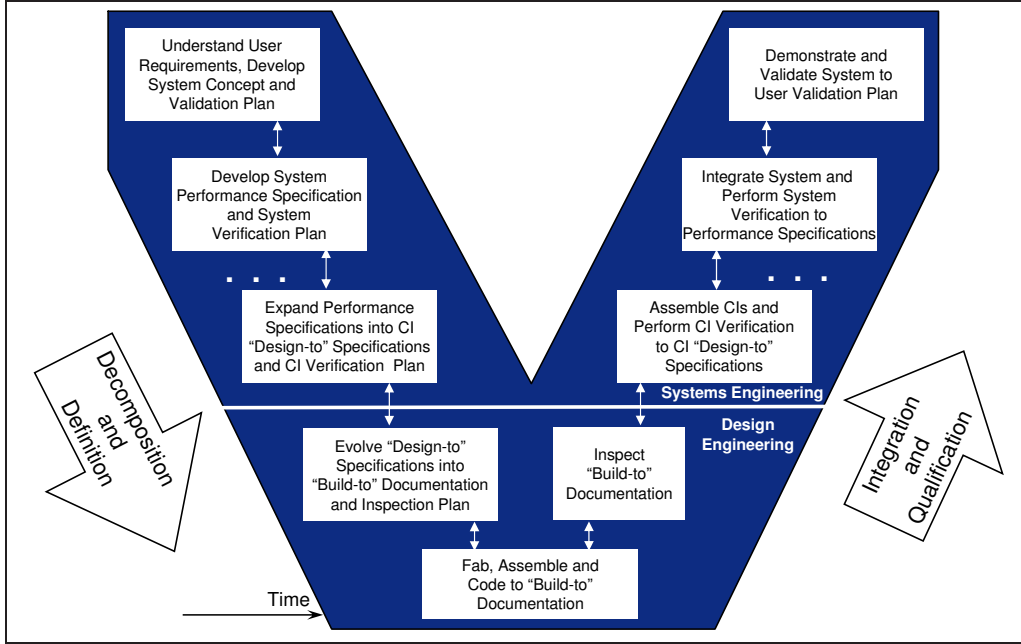 Understand User
Requirements, Develop
System Concept and
Validation Plan
Develop System
Performance Specification
and System
Verification Plan
. . .
Expand Performance
Specifications into CI
“Design-to” Specifications
and CI Verification Plan
Evolve “Design-to”
Specifications into
“Build-to” Documentation
and Inspection Plan
Fab, Assemble and
Code to “Build-to”
Documentation
Inspect
“Build-to”
Documentation
Assemble CIs and
Perform CI Verification
to CI “Design-to”
Specifications
. . .
Integrate System and
Perform System
Verification to
Performance Specifications
Demonstrate and
Validate System to
User Validation Plan
Systems Engineering
Design
Engineering
Decomposition
and
Definition
Integration
and
Qualification
Time